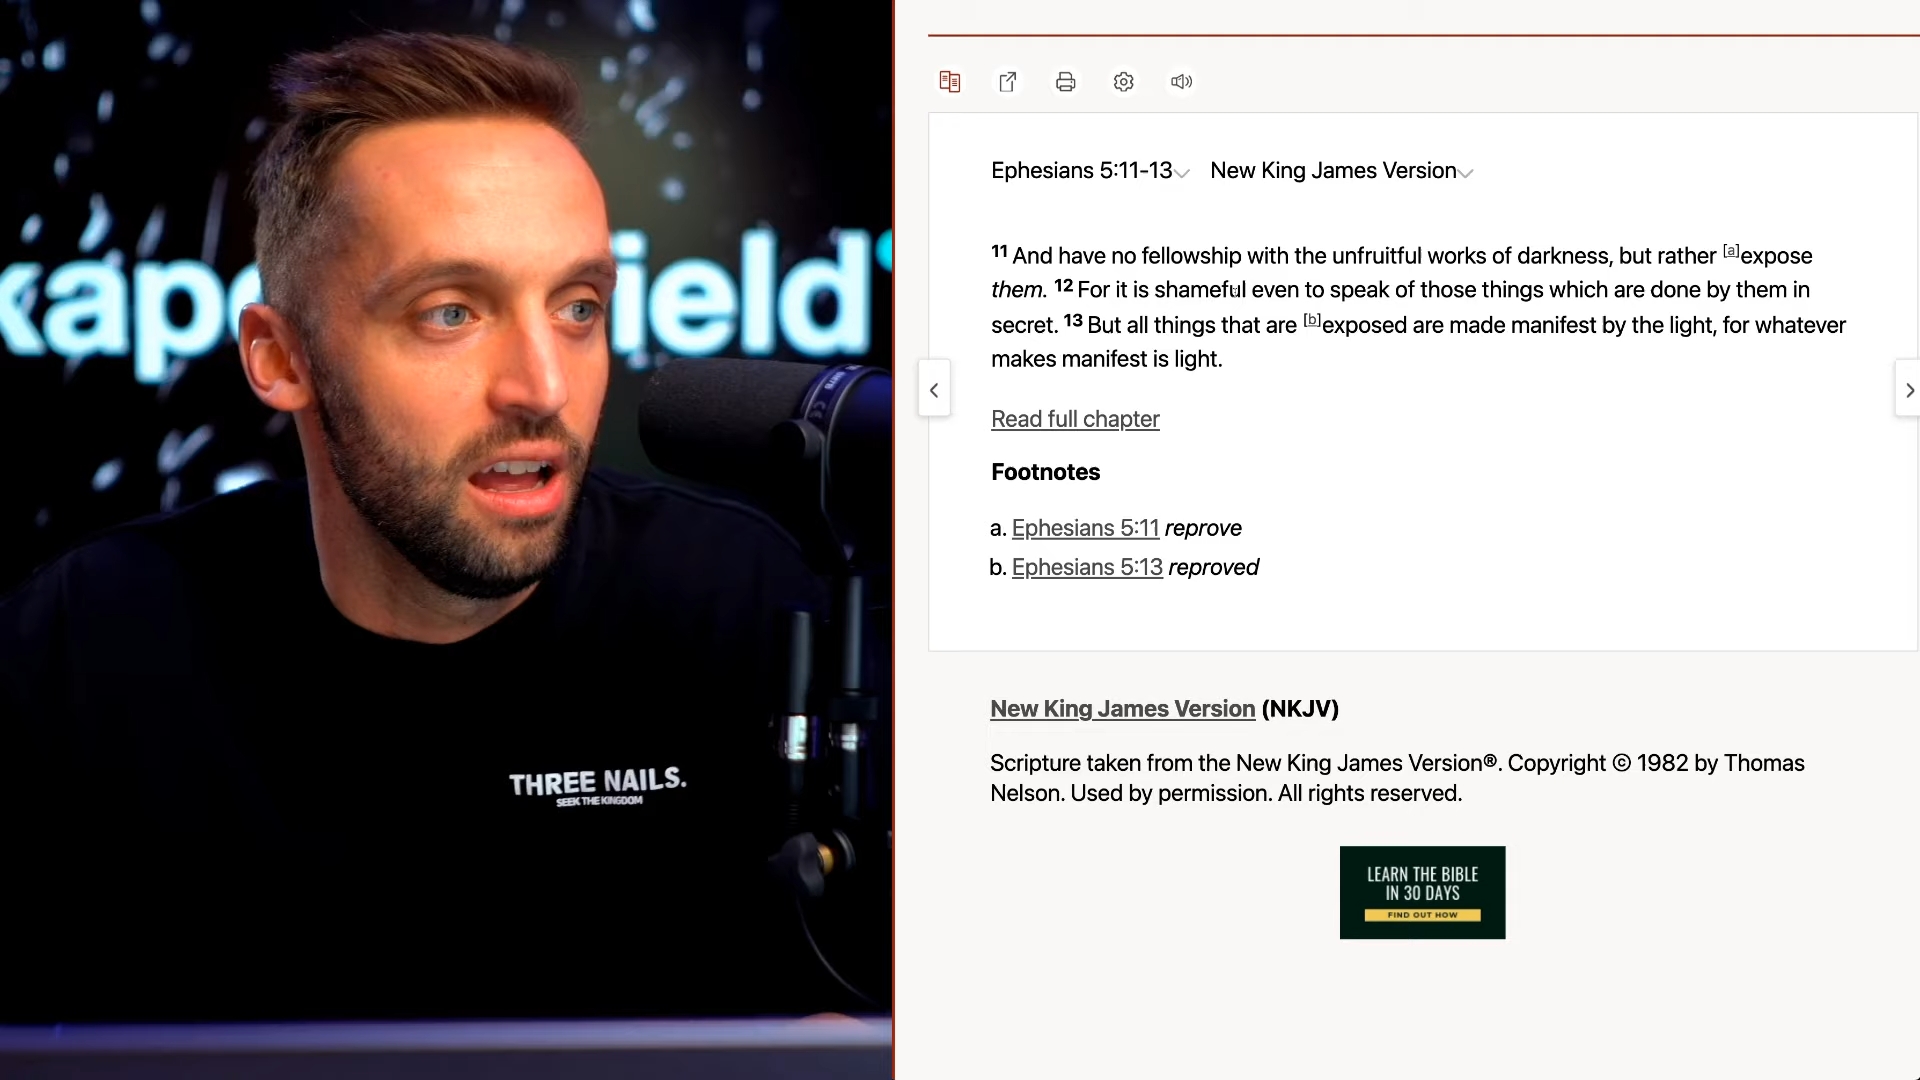 kap
ield
THREE NAILS.
SEEK THE KINGDOM
Ephesians 5:11-13 New King James Version
11 And have no fellowship with the unfruitful works of darkness, but rather [a]expose
them. 12 For it is shameful even to speak of those things which are done by them in
secret. 13 But all things that are [b]exposed are made manifest by the light, for whatever
makes manifest is light.
Read full chapter
Footnotes
a. Ephesians 5:11 reprove
b. Ephesians 5:13 reproved
New King James Version (NKJV)
Scripture taken from the New King James Version®. Copyright © 1982 by Thomas
Nelson. Used by permission. All rights reserved.
LEARN THE BIBLE
IN 30 DAYS
FIND OUT HOW